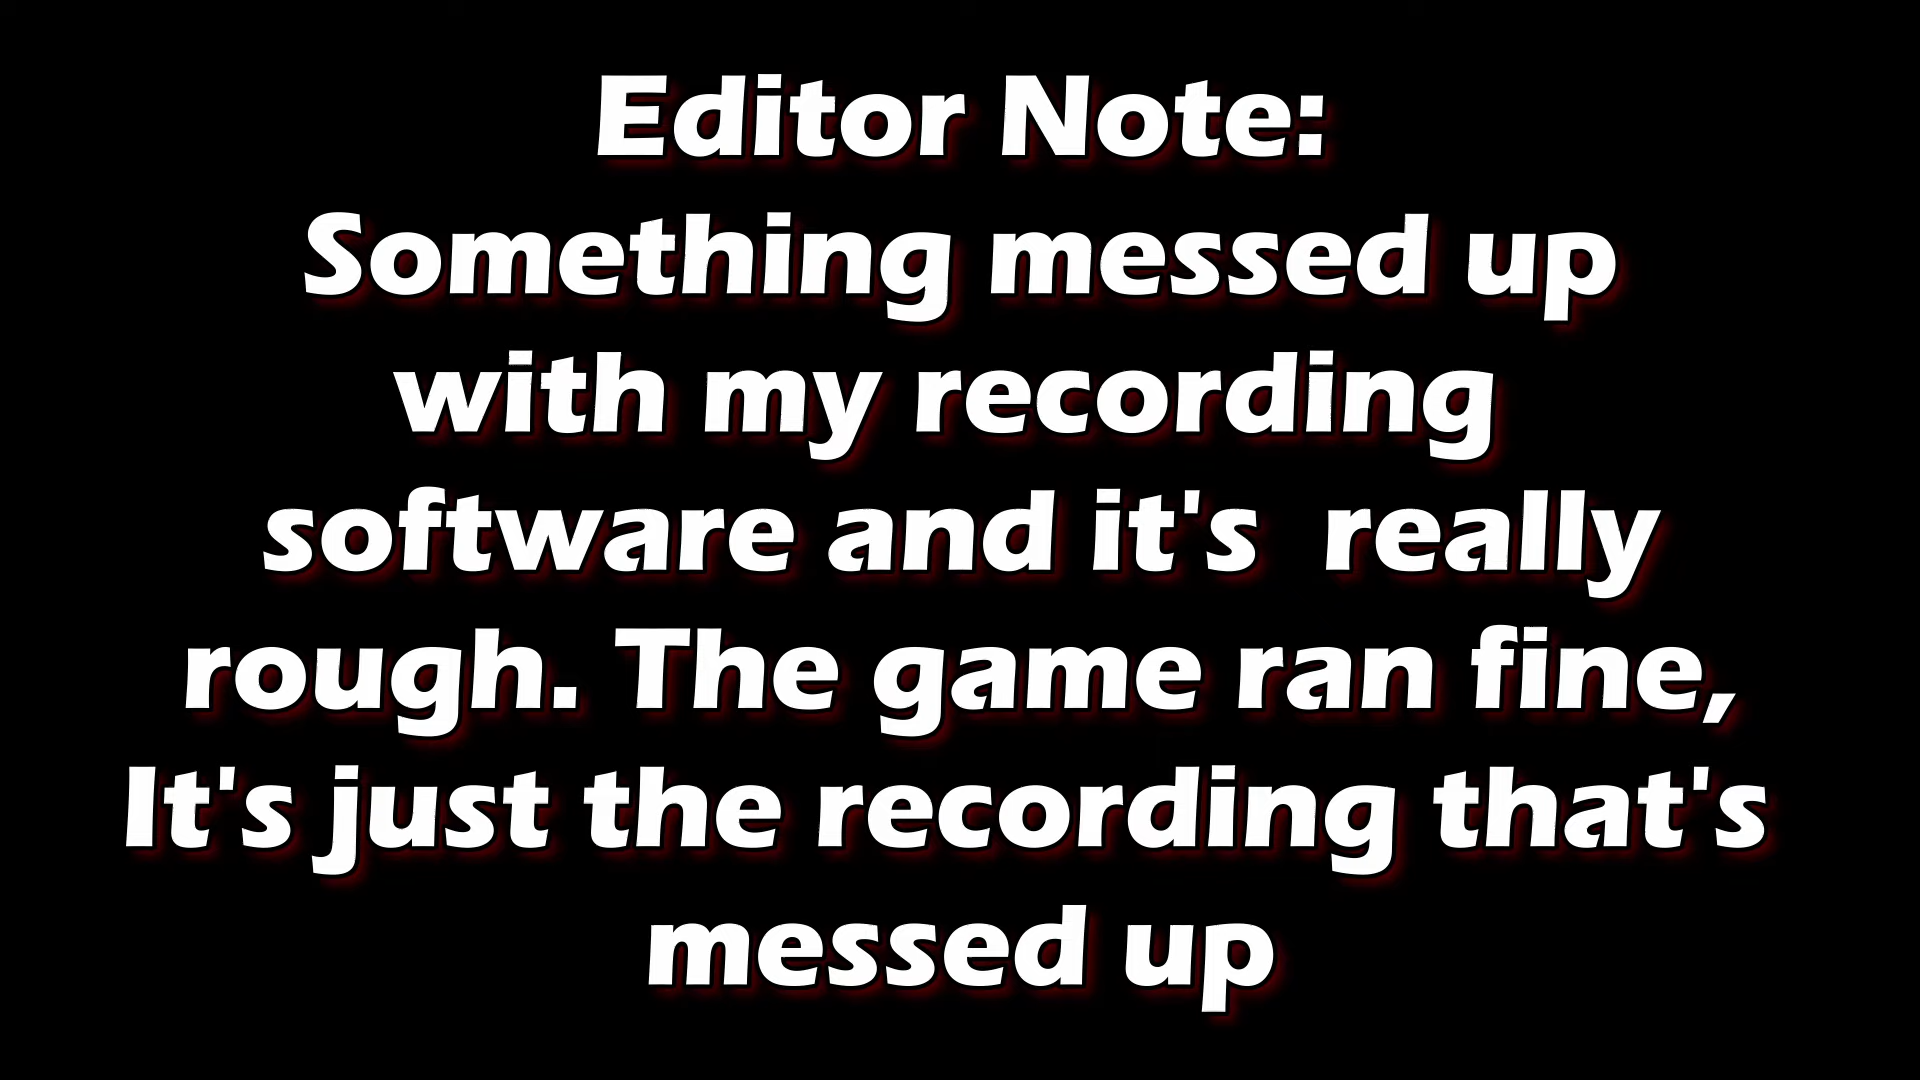 Editor Note:
Something messed up
with my recording
software and it's  really
rough. The game ran fine,
It's just the recording that's
messed up